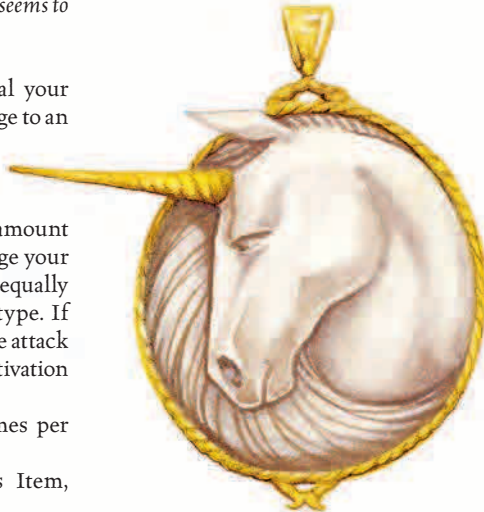 seems to
al your
ge to an
amount
ge your
equally
type. If
e attack
tivation
nes per
s Item,